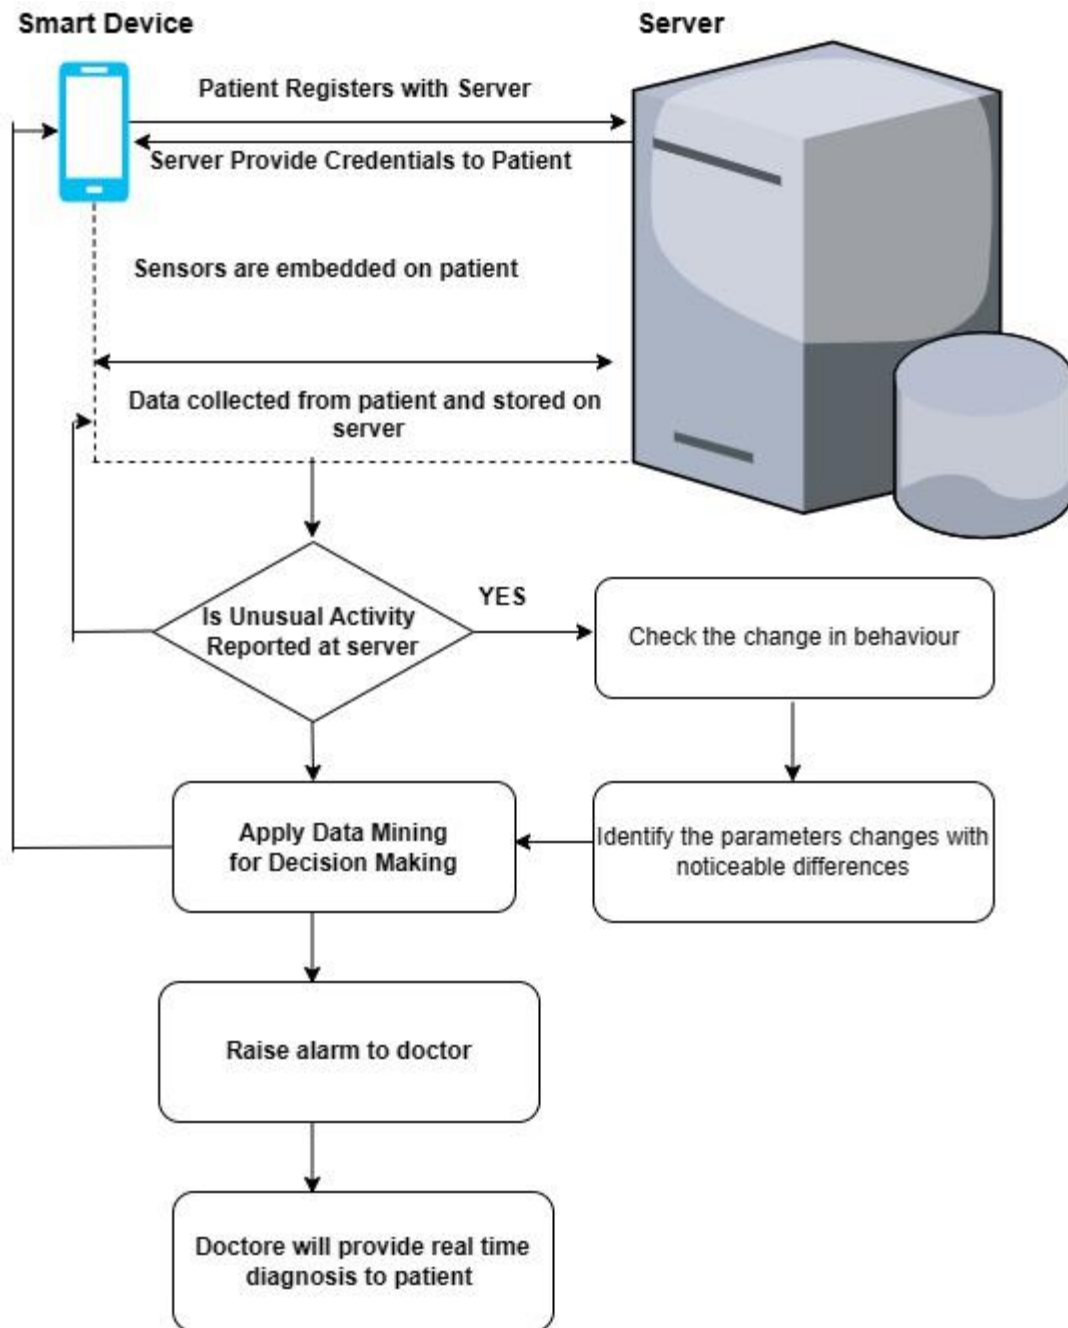 Smart Device
Server
Patient Registers with Server
Server Provide Credentials to Patient
Sensors are embedded on patient
Data collected from patient and stored on
server
Is Unusual Activity
Reported at server
YES
Check the change in behaviour
Apply Data Mining
for Decision Making
Identify the parameters changes with
noticeable differences
Raise alarm to doctor
Doctore will provide real time
diagnosis to patient